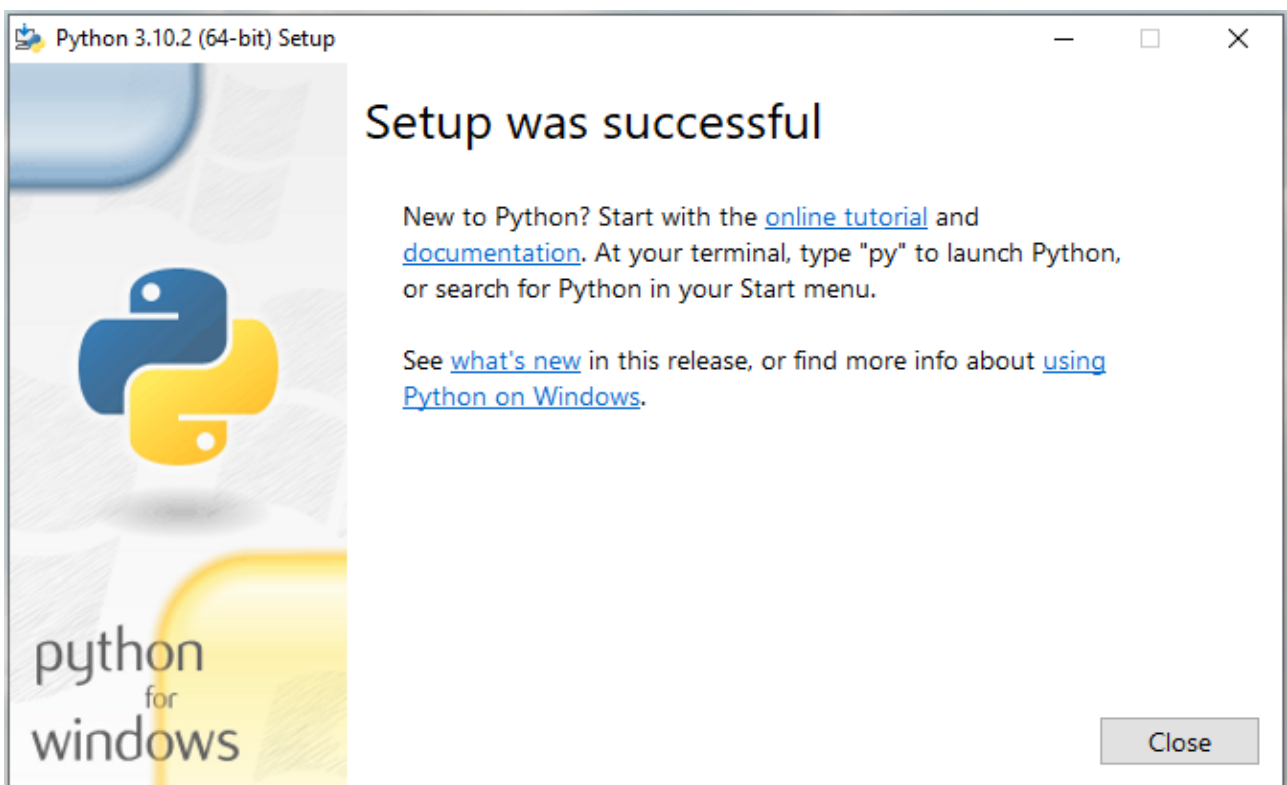 Python 3.10.2 (64-bit) Setup
Setup was successful
New to Python? Start with the online tutorial and
documentation. At your terminal, type "py" to launch Python,
or search for Python in your Start menu.
See what's new in this release, or find more info about using
Python on Windows.
python
for
windows
Close